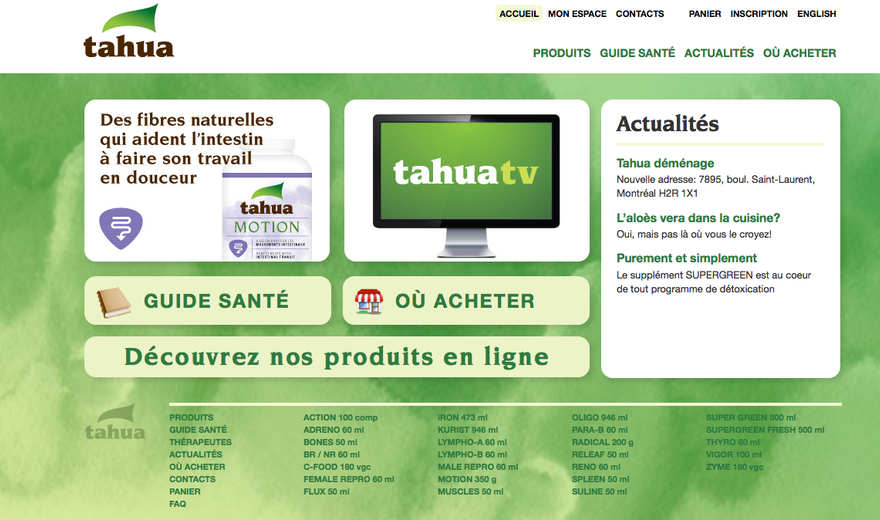 tahua
ACCUEIL MON ESPACE CONTACTS PANIER INSCRIPTION ENGLISH
PRODUITS GUIDE SANTÉ ACTUALITÉS OÙ ACHETER
Des fibres naturelles
qui aident l'intestin
à faire son travail
en douceur
tahua
MOTION
tahuatv
Actualités
Tahua déménage
Nouvelle adresse: 7895, boul. Saint-Laurent,
Montréal H2R 1X1
L'aloès vera dans la cuisine?
Oui, mais pas là où vous le croyez!
Purement et simplement
Le supplément SUPERGREEN est au coeur
de tout programme de détoxication
GUIDE SANTÉ
OÙ ACHETER
Découvrez nos produits en ligne
tahua
PRODUITS
GUIDE SANTÉ
THÉRAPEUTES
ACTUALITÉS
OÙ ACHETER
CONTACTS
PANIER
FAQ
ACTION 100 comp
ADRENO 60 ml
BONES 50 ml
BR / NR 60 ml
C-FOOD 180 vgc
FEMALE REPRO 60 ml
FLUX 50 ml
IRON 473 ml
KURIST 946 ml
LYMPHO-A 60 ml
LYMPHO-B 60 ml
MALE REPRO 60 ml
MOTION 350 g
MUSCLES 50 ml
OLIGO 946 ml
PARA-B 60 ml
RADICAL 200 g
RELEAF 50 ml
RENO 60 ml
SPLEEN 50 ml
SULINE 50 ml
SUPER GREEN 500 ml
SUPERGREEN FRESH 500 ml
THYRO 60 ml
VIGOR 100 ml
ZYME 180 vgc